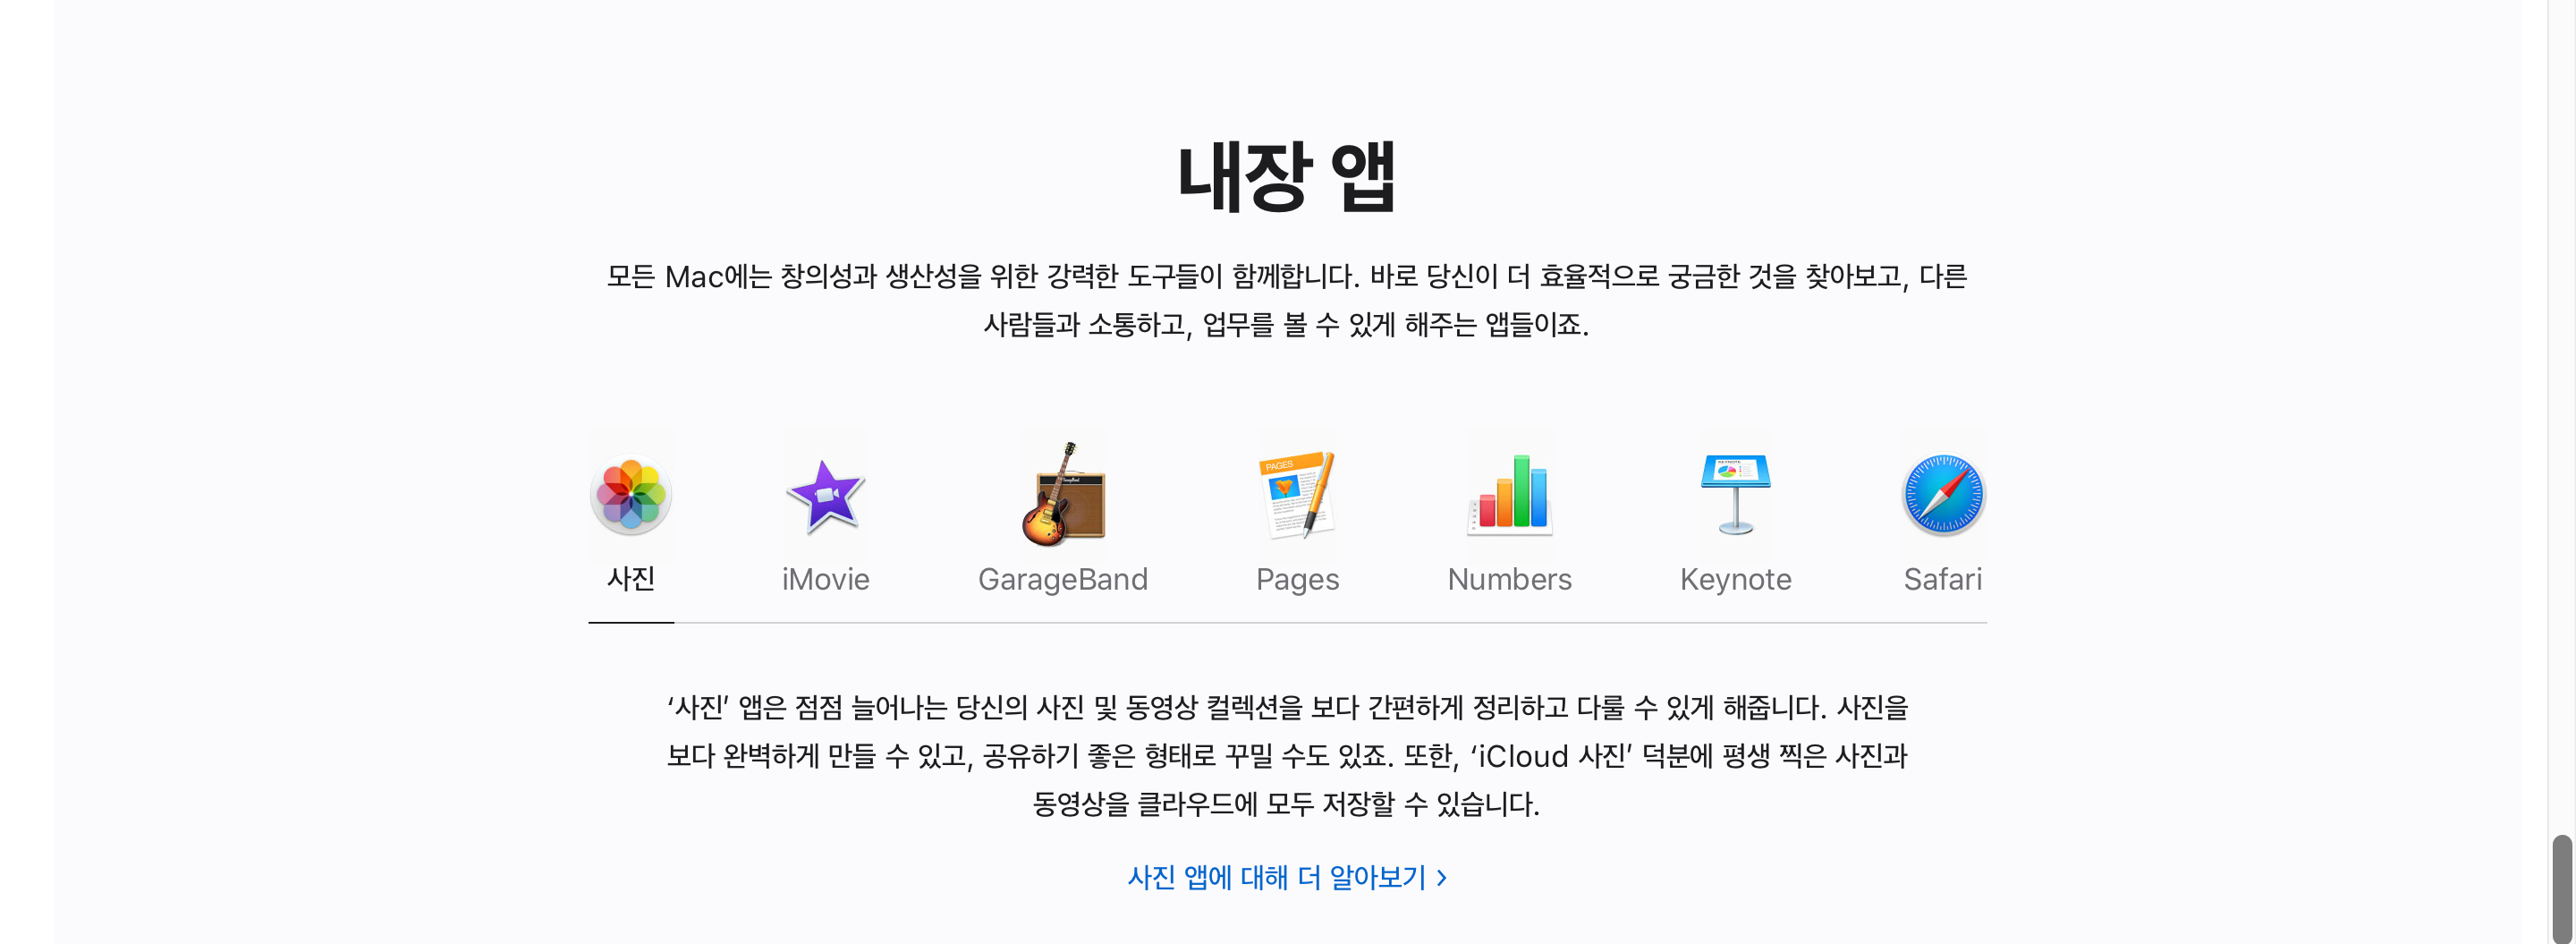 내장 앱
모든 Mac에는 창의성과 생산성을 위한 강력한 도구들이 함께합니다. 바로 당신이 더 효율적으로 궁금한 것을 찾아보고, 다른
사람들과 소통하고, 업무를 볼 수 있게 해주는 앱들이죠.
PAGES
KEYNOTE
사진
iMovie
GarageBand
Pages
Numbers
Keynote
Safari
‘사진’ 앱은 점점 늘어나는 당신의 사진 및 동영상 컬렉션을 보다 간편하게 정리하고 다룰 수 있게 해줍니다. 사진을
보다 완벽하게 만들 수 있고, 공유하기 좋은 형태로 꾸밀 수도 있죠. 또한, ‘iCloud 사진’ 덕분에 평생 찍은 사진과
동영상을 클라우드에 모두 저장할 수 있습니다.
사진 앱에 대해 더 알아보기 >